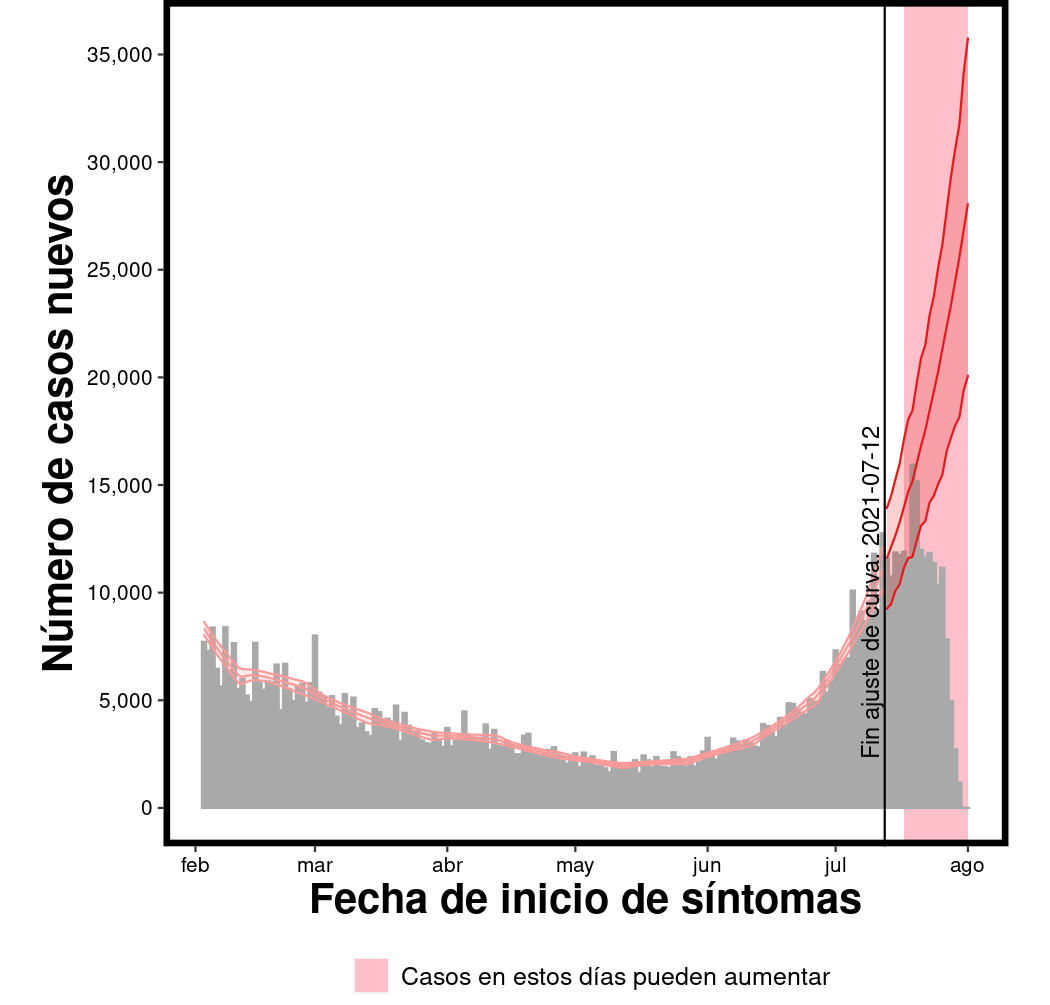 Número de casos nuevos
35,000
30,000
25,000
20,000
15,000
10,000
5,000
0
Fin ajuste de curva: 2021-07-12
feb mar abr may jun jul ago
Fecha de inicio de síntomas
Casos en estos días pueden aumentar